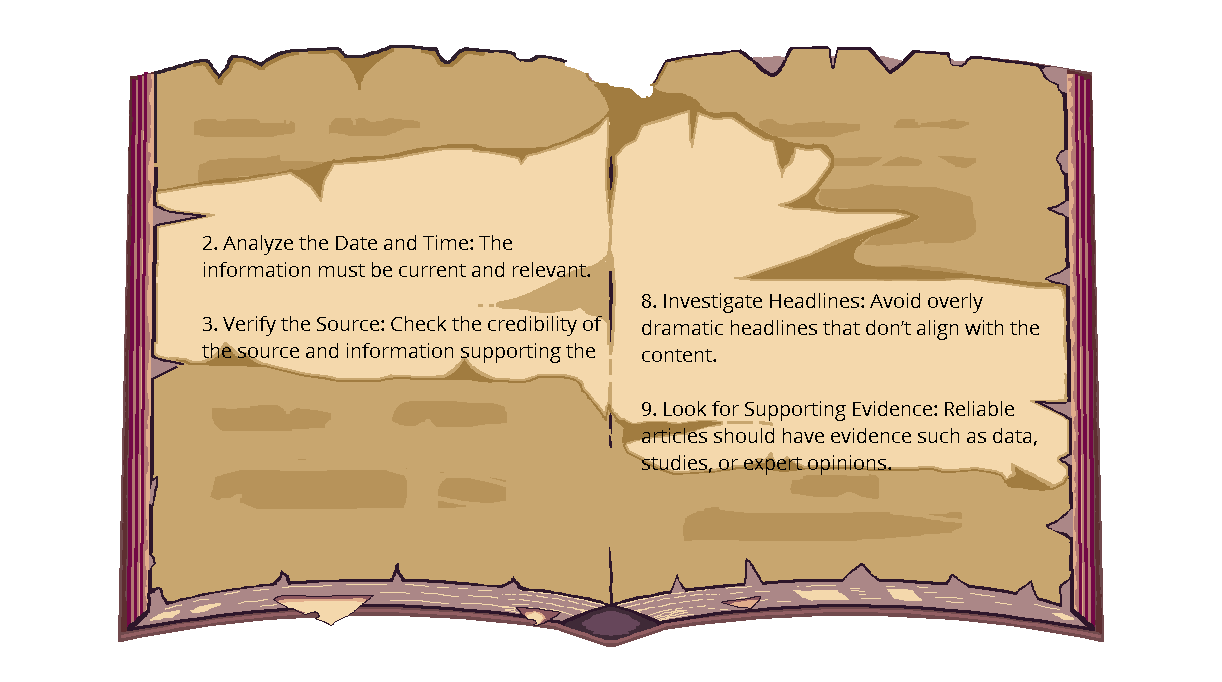 2. Analyze the Date and Time: The
information must be current and relevant.
3. Verify the Source: Check the credibility of
the source and information supporting the
8. Investigate Headlines: Avoid overly
dramatic headlines that don’t align with the
content.
9. Look for Supporting Evidence: Reliable
articles should have evidence such as data,
studies, or expert opinions.